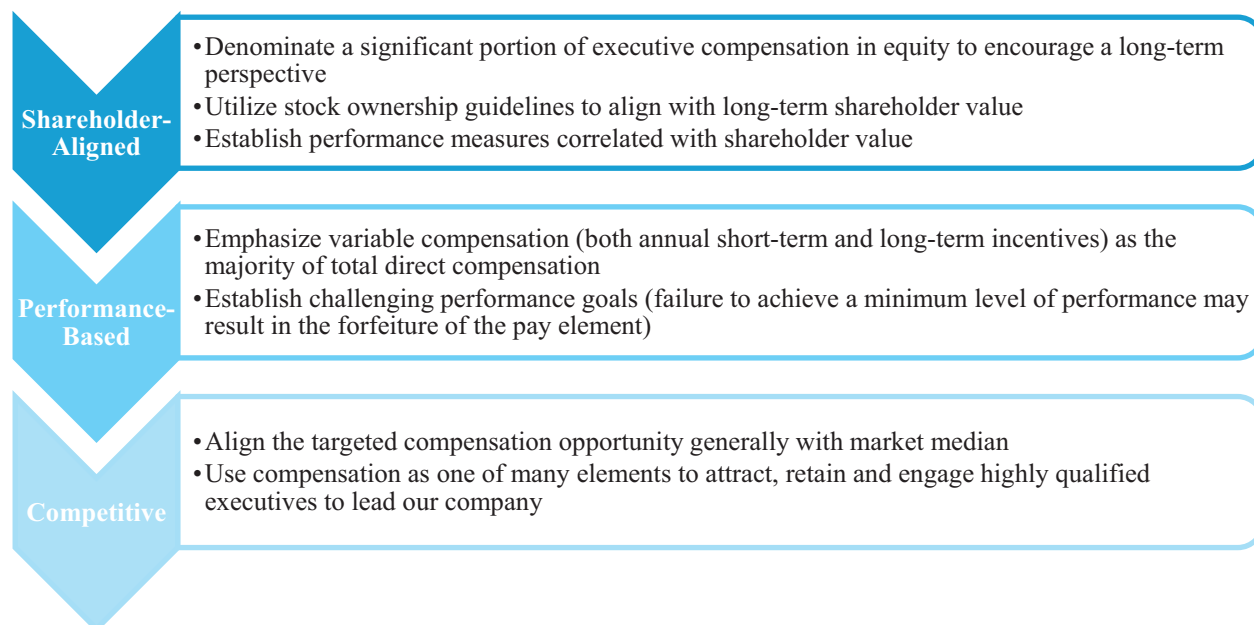 Shareholder-
Aligned
•Denominate a significant portion of executive compensation in equity to encourage a long-term
perspective
•Utilize stock ownership guidelines to align with long-term shareholder value
•Establish performance measures correlated with shareholder value
Performance-
Based
•Emphasize variable compensation (both annual short-term and long-term incentives) as the
majority of total direct compensation
•Establish challenging performance goals (failure to achieve a minimum level of performance may
result in the forfeiture of the pay element)
Competitive
•Align the targeted compensation opportunity generally with market median
•Use compensation as one of many elements to attract, retain and engage highly qualified
executives to lead our company